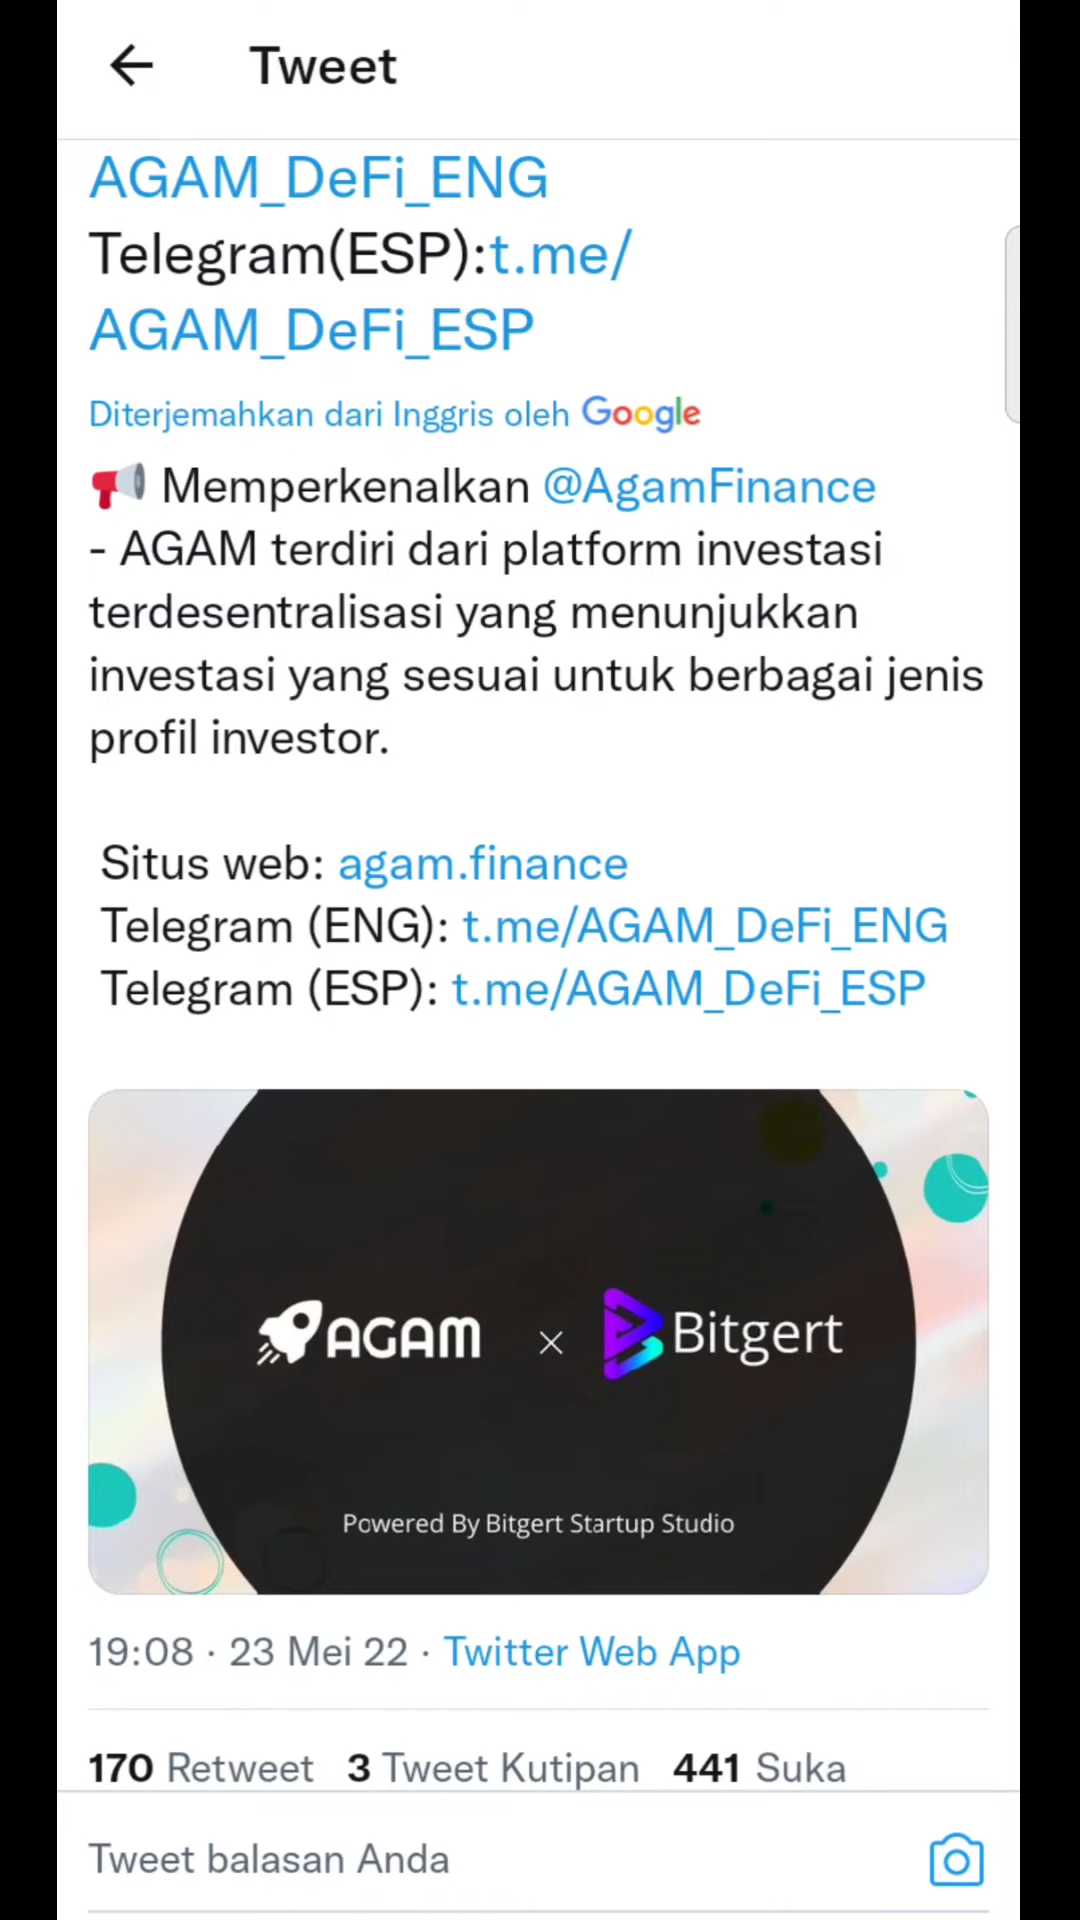 Tweet
AGAM_DeFi_ENG
Telegram(ESP):t.me/
AGAM_DeFi_ESP
Diterjemahkan dari Inggris oleh Google
📢 Memperkenalkan @AgamFinance
- AGAM terdiri dari platform investasi
terdesentralisasi yang menunjukkan
investasi yang sesuai untuk berbagai jenis
profil investor.
Situs web: agam.finance
Telegram (ENG): t.me/AGAM_DeFi_ENG
Telegram (ESP): t.me/AGAM_DeFi_ESP
AGAM × Bitgert
Powered By Bitgert Startup Studio
19:08 · 23 Mei 22 · Twitter Web App
170 Retweet 3 Tweet Kutipan 441 Suka
Tweet balasan Anda